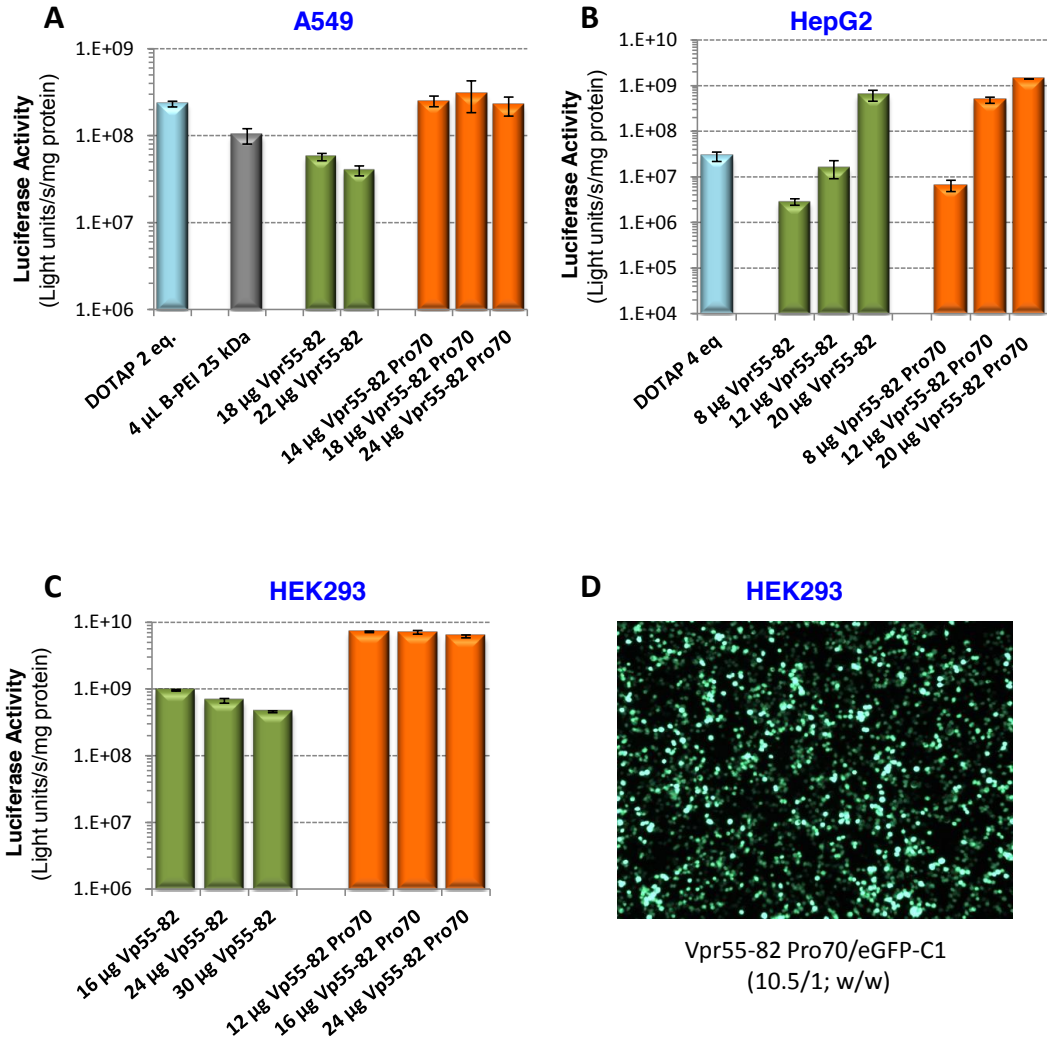 A
A549
Luciferase Activity
(Light units/s/mg protein)
1.E+09
1.E+08
1.E+07
1.E+06
DOTAP 2 eq.
4 µL B-PEI 25 kDa
18 µg Vpr55-82
22 µg Vpr55-82
14 µg Vpr55-82 Pro70
18 µg Vpr55-82 Pro70
24 µg Vpr55-82 Pro70
B
HepG2
Luciferase Activity
(Light units/s/mg protein)
1.E+10
1.E+09
1.E+08
1.E+07
1.E+06
1.E+05
1.E+04
DOTAP 4 eq
8 µg Vpr55-82
12 µg Vpr55-82
20 µg Vpr55-82
8 µg Vpr55-82 Pro70
12 µg Vpr55-82 Pro70
20 µg Vpr55-82 Pro70
C
HEK293
Luciferase Activity
(Light units/s/mg protein)
1.E+10
1.E+09
1.E+08
1.E+07
1.E+06
16 µg Vp55-82
24 µg Vp55-82
30 µg Vp55-82
12 µg Vp55-82 Pro70
16 µg Vp55-82 Pro70
24 µg Vp55-82 Pro70
D
HEK293
Vpr55-82 Pro70/eGFP-C1
(10.5/1; w/w)